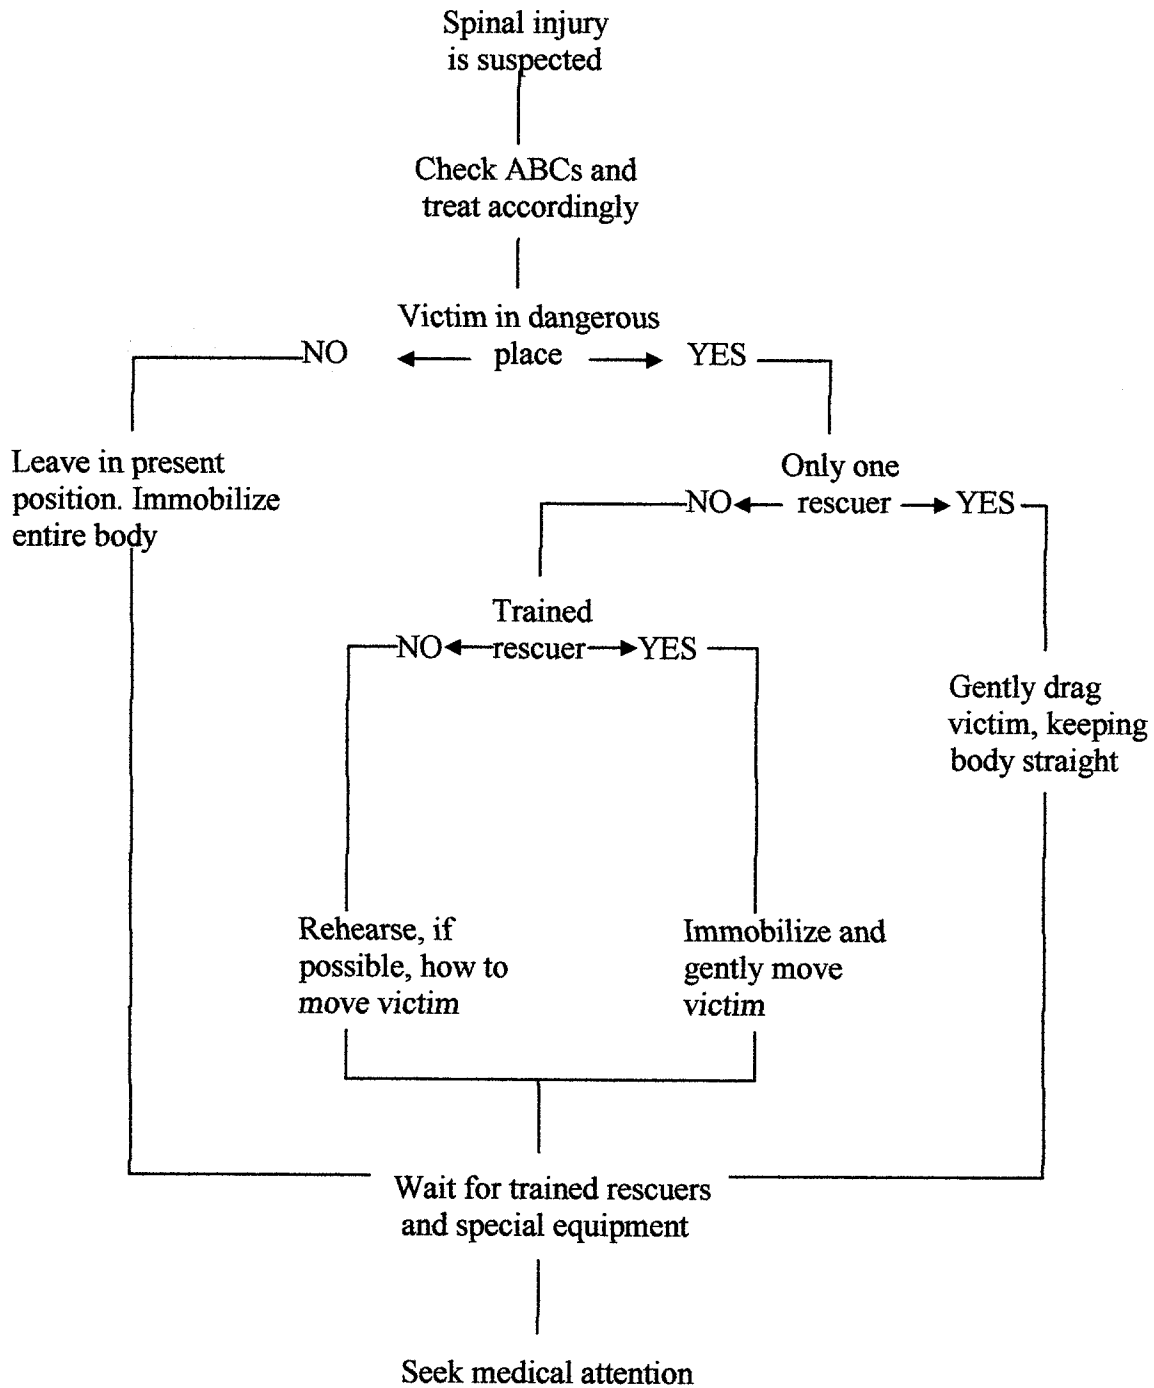 Spinal injury
is suspected
Check ABCs and
treat accordingly
Victim in dangerous
NO place YES
Leave in present
position. Immobilize
entire body
Only one
NO rescuer YES
Trained
NO rescuer YES
Gently drag
victim, keeping
body straight
Rehearse, if
possible, how to
move victim
Immobilize and
gently move
victim
Wait for trained rescuers
and special equipment
Seek medical attention